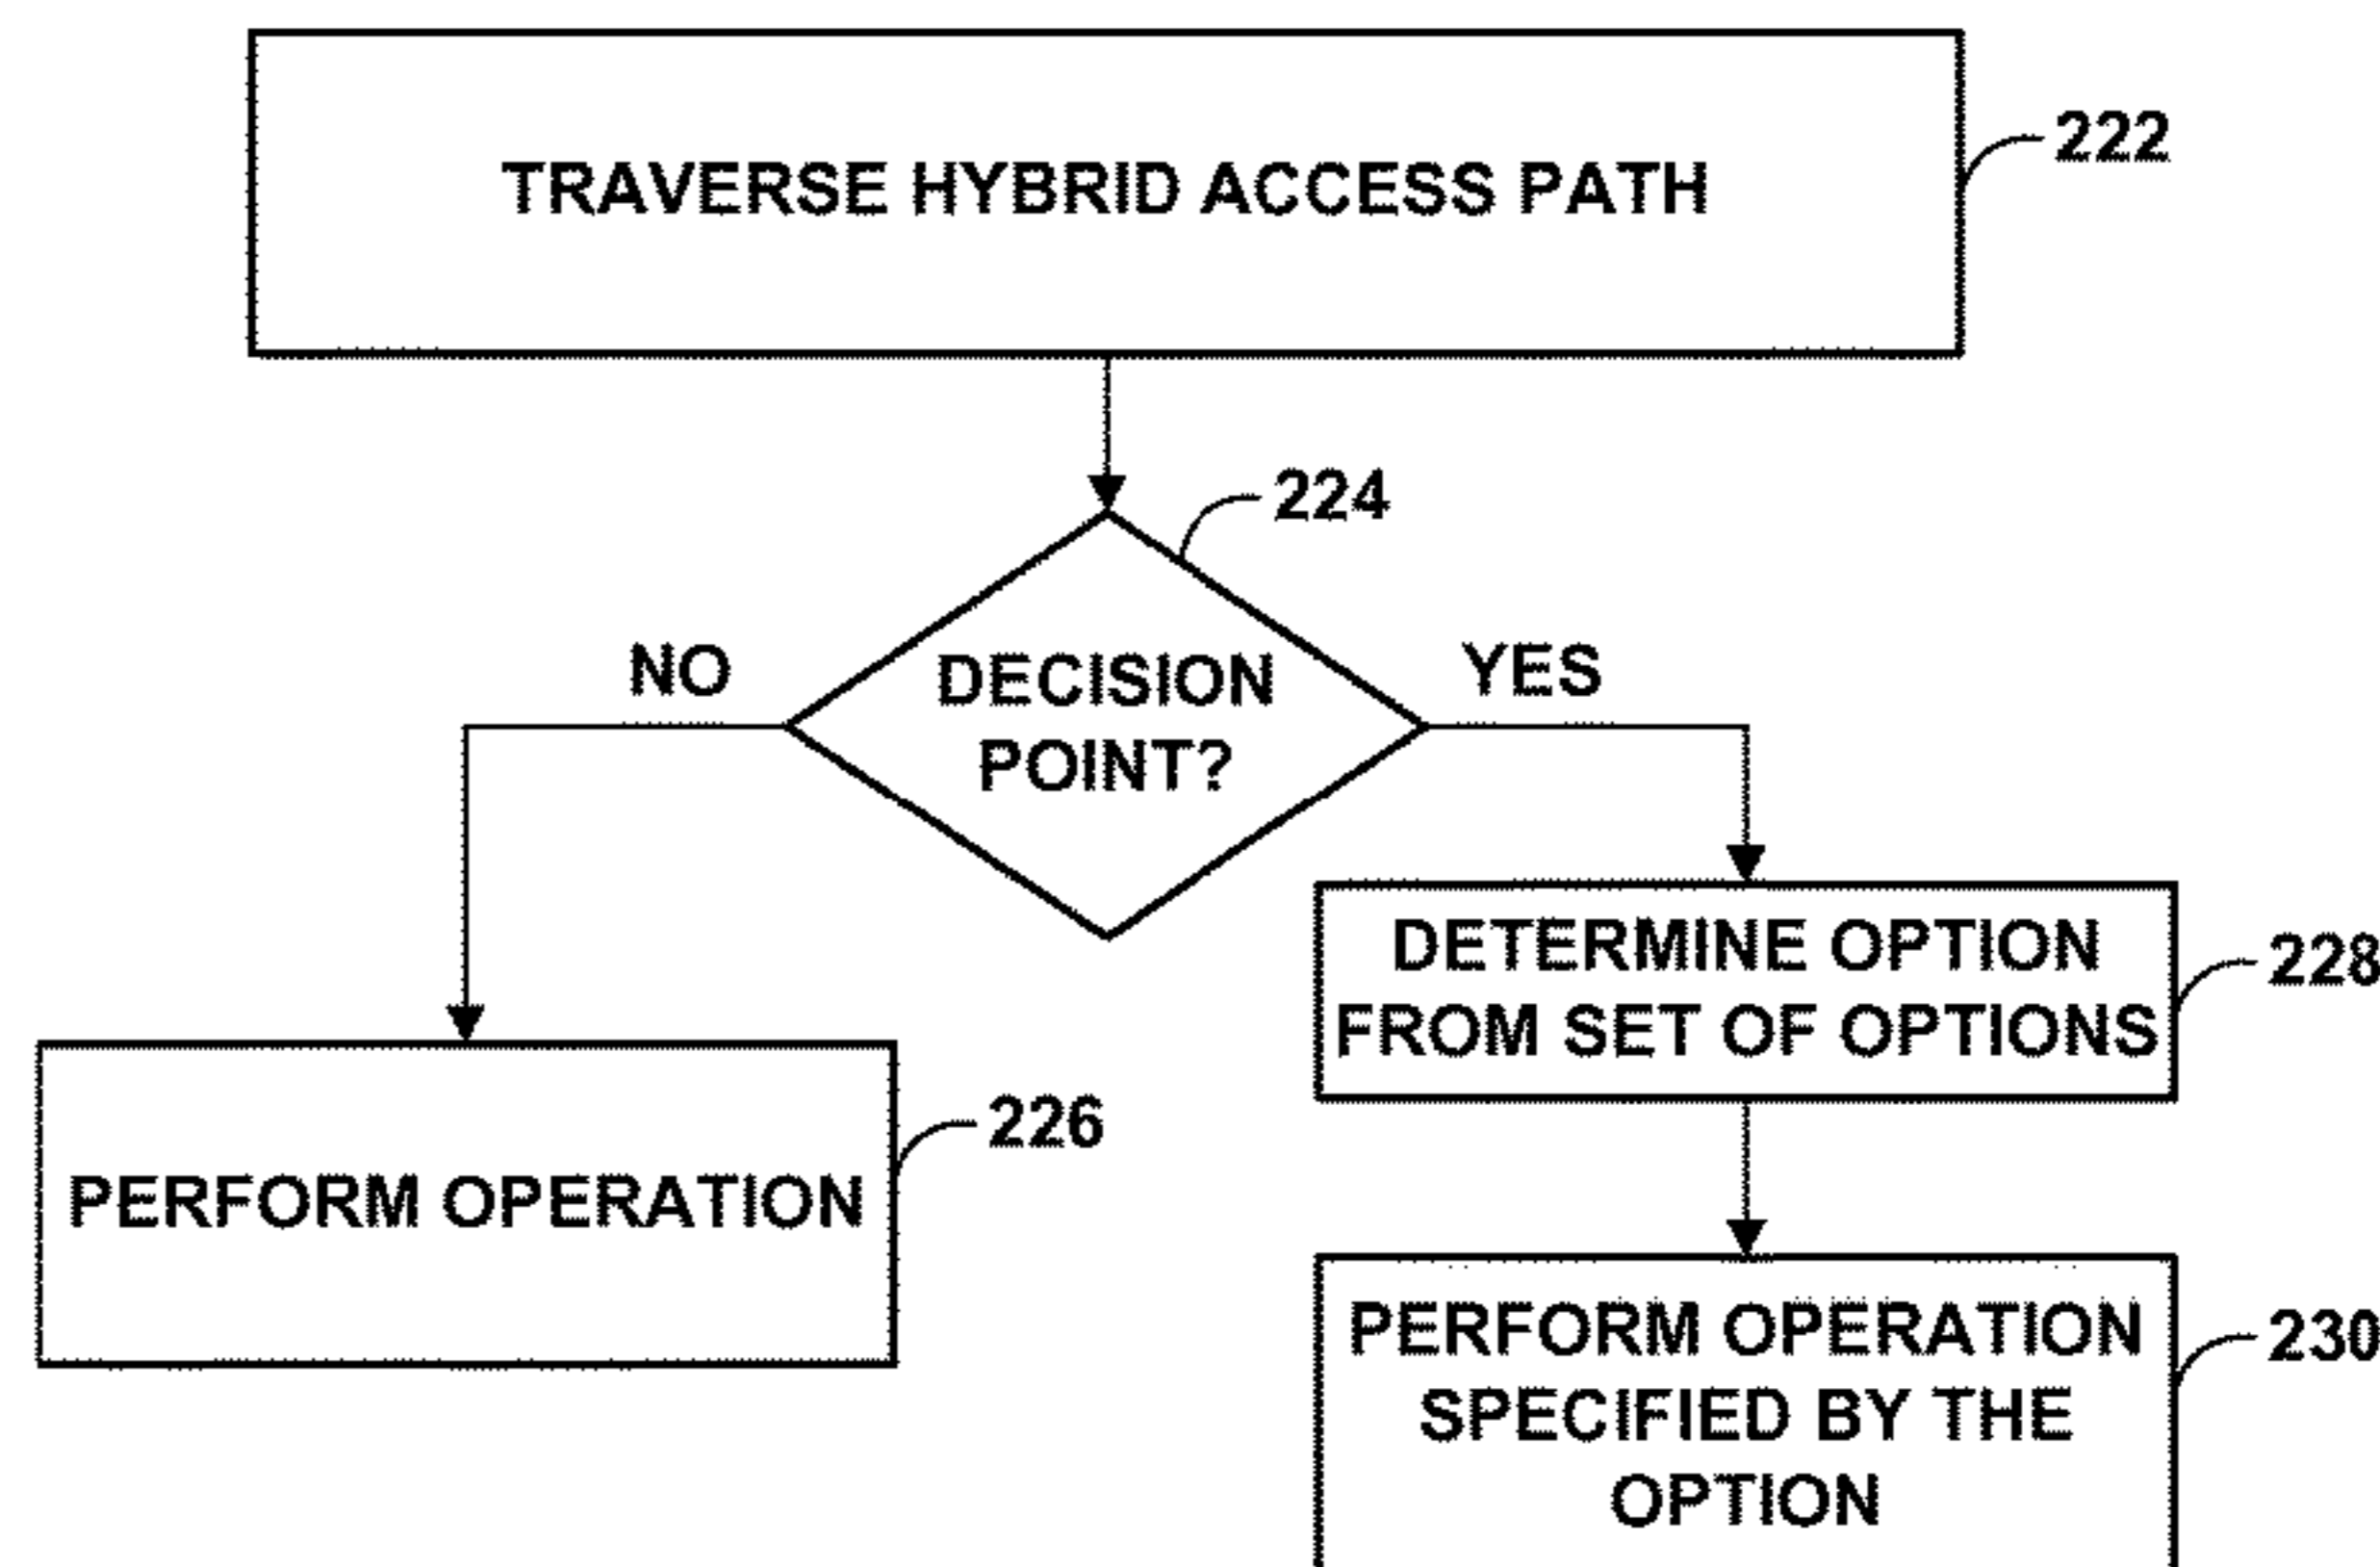 TRAVERSE HYBRID ACCESS PATH
222
224
DECISION
POINT?
NO
YES
DETERMINE OPTION
FROM SET OF OPTIONS
228
PERFORM OPERATION
226
PERFORM OPERATION
SPECIFIED BY THE
OPTION
230